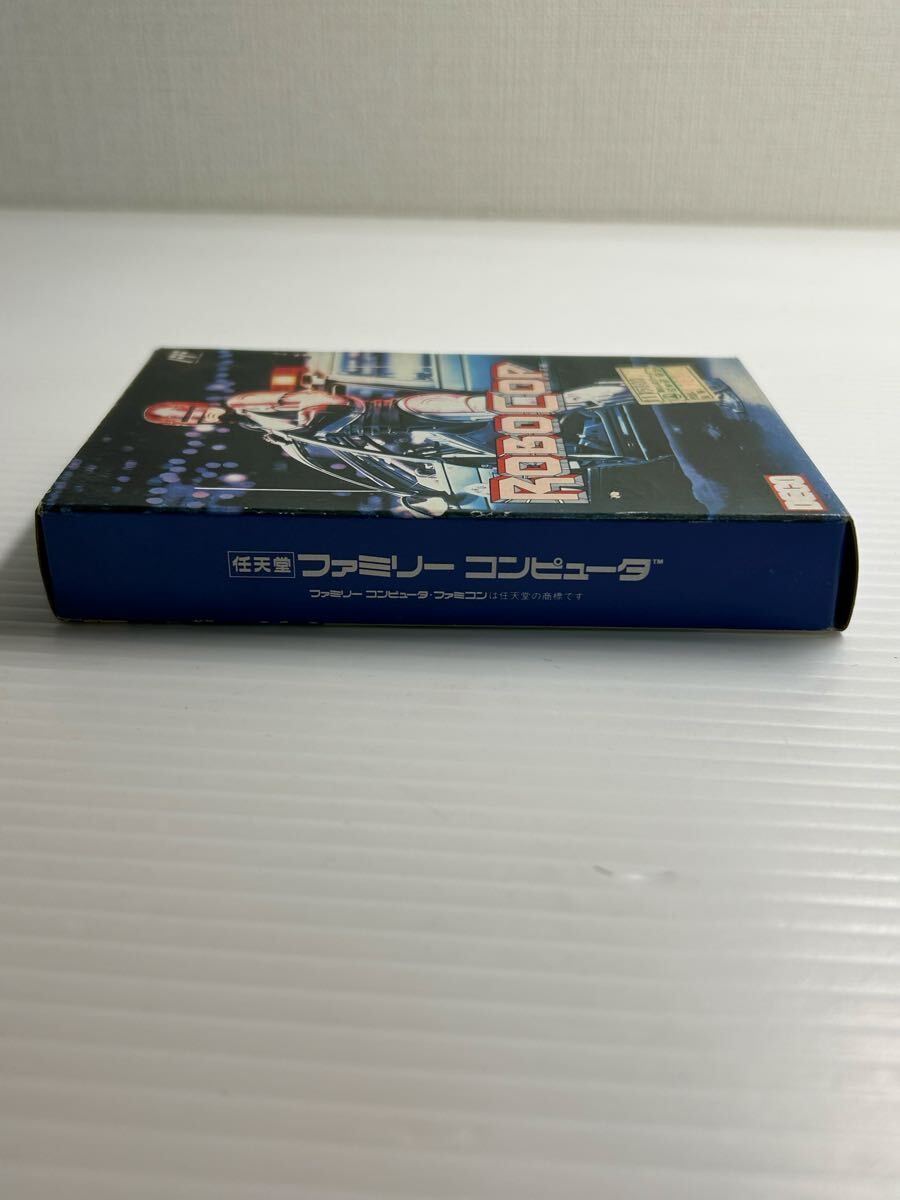 ROBOCOP
DECO
任天堂 ファミリー コンピュータ™
ファミリー コンピュータ・ファミコンは任天堂の商標です